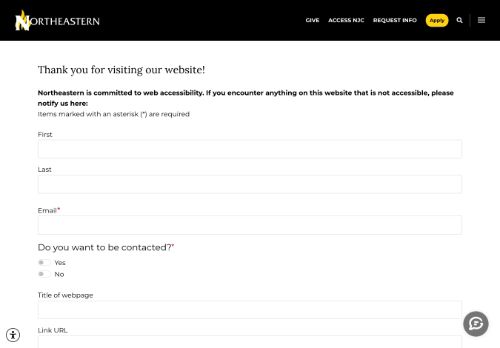 NORTHEASTERN
GIVE ACCESS NJC REQUEST INFO Apply
Thank you for visiting our website!
Northeastern is committed to web accessibility. If you encounter anything on this website that is not accessible, please
notify us here:
Items marked with an asterisk (*) are required
First
Last
Email*
Do you want to be contacted?*
Yes
No
Title of webpage
Link URL